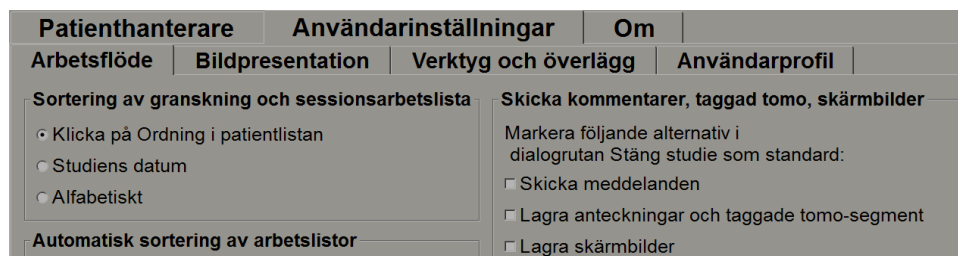 Patienthanterare Användarinställningar Om
Arbetsflöde Bildpresentation Verktyg och överlägg Användarprofil
Sortering av granskning och sessionsarbetslista
Klicka på Ordning i patientlistan
Studiens datum
Alfabetiskt
Automatisk sortering av arbetslistor
Skicka kommentarer, taggad tomo, skärmbilder
Markera följande alternativ i
dialogrutan Stäng studie som standard:
Skicka meddelanden
Lagra anteckningar och taggade tomo-segment
Lagra skärmbilder